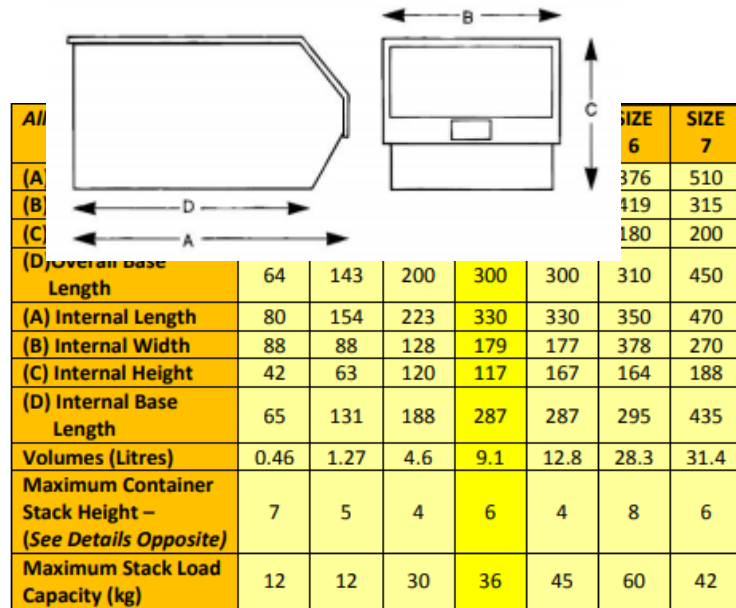 B
C
D
A
All
SIZE 6 SIZE 7
(A) 376 510
(B) 419 315
(C) 180 200
(D)Overall Base Length 64 143 200 300 300 310 450
(A) Internal Length 80 154 223 330 330 350 470
(B) Internal Width 88 88 128 179 177 378 270
(C) Internal Height 42 63 120 117 167 164 188
(D) Internal Base Length 65 131 188 287 287 295 435
Volumes (Litres) 0.46 1.27 4.6 9.1 12.8 28.3 31.4
Maximum Container
Stack Height –
(See Details Opposite) 7 5 4 6 4 8 6
Maximum Stack Load
Capacity (kg) 12 12 30 36 45 60 42